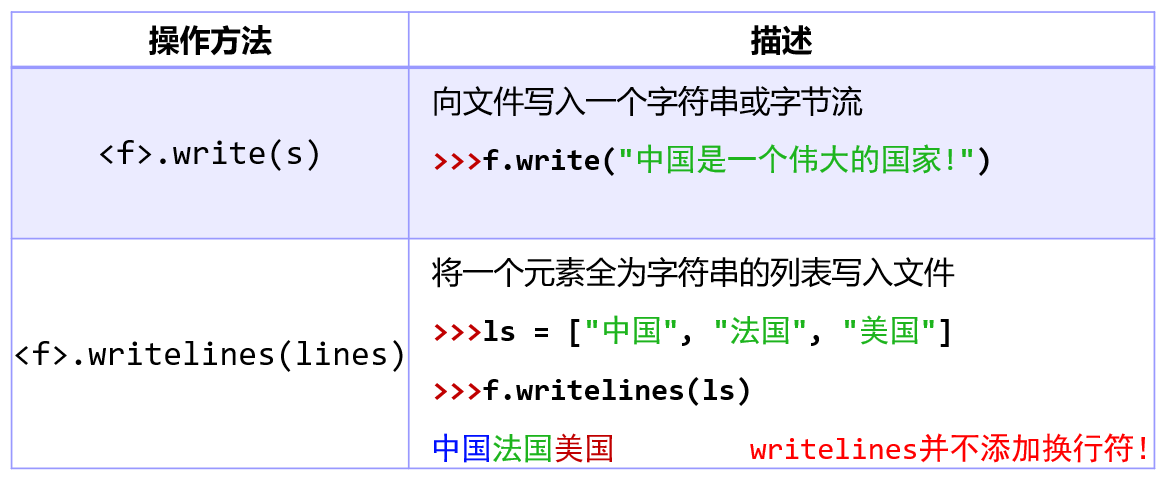 操作方法 描述
<f>.write(s)
向文件写入一个字符串或字节流
>>>f.write("中国是一个伟大的国家!")
<f>.writelines(lines)
将一个元素全为字符串的列表写入文件
>>>ls = ["中国", "法国", "美国"]
>>>f.writelines(ls)
中国法国美国 writelines并不添加换行符!